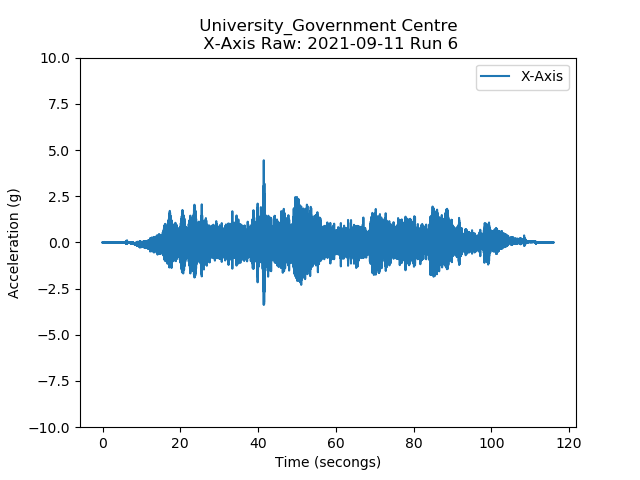 University_Government Centre
X-Axis Raw: 2021-09-11 Run 6
X-Axis
Acceleration (g)
10.0
7.5
5.0
2.5
0.0
−2.5
−5.0
−7.5
−10.0
0 20 40 60 80 100 120
Time (secongs)